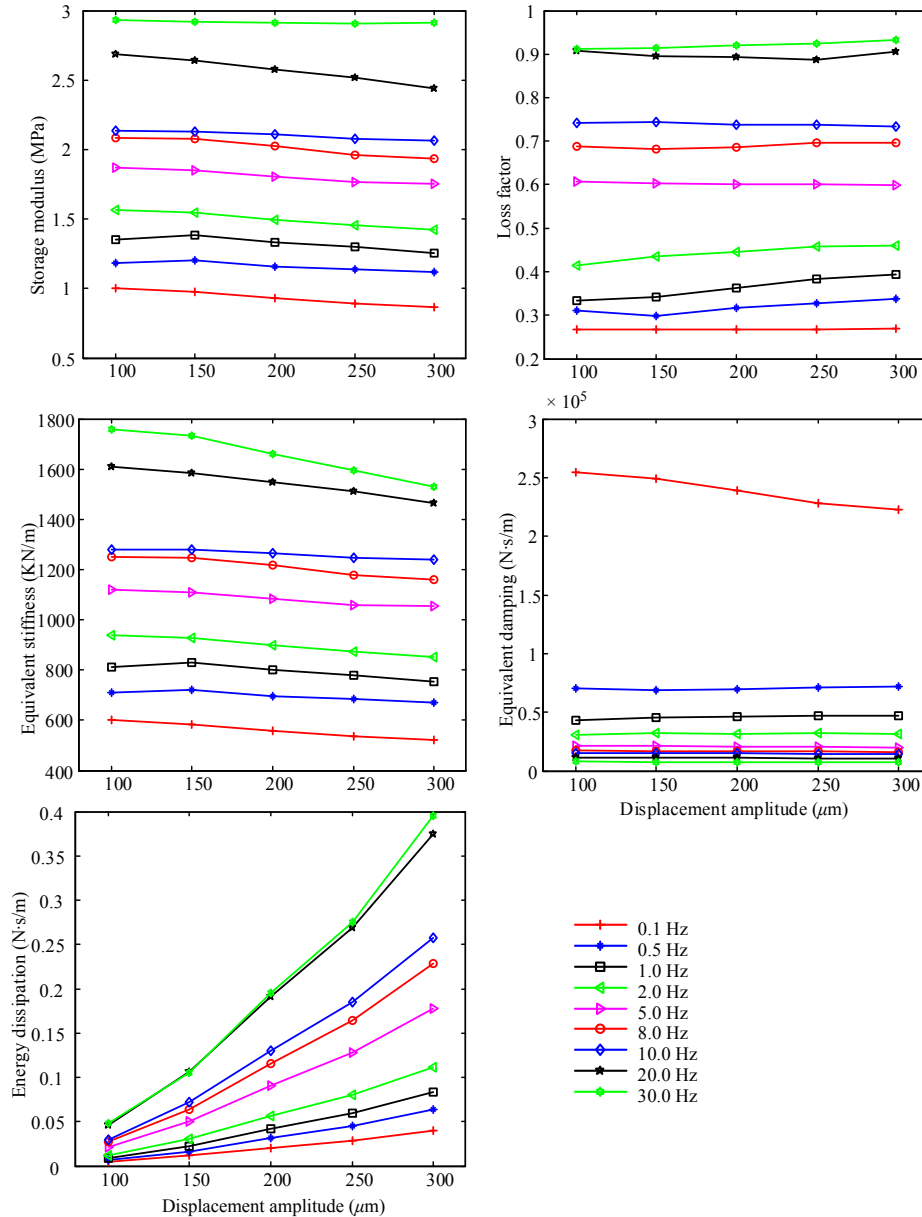 Storage modulus (MPa)
3
2.5
2
1.5
1
0.5
100 150 200 250 300
Loss factor
1
0.9
0.8
0.7
0.6
0.5
0.4
0.3
0.2
100 150 200 250 300
Equivalent stiffness (KN/m)
1800
1600
1400
1200
1000
800
600
400
100 150 200 250 300
× 10⁵
Equivalent damping (N·s/m)
3
2.5
2
1.5
1
0.5
0
100 150 200 250 300
Displacement amplitude (μm)
Energy dissipation (N·s/m)
0.4
0.35
0.3
0.25
0.2
0.15
0.1
0.05
0
100 150 200 250 300
Displacement amplitude (μm)
0.1 Hz
0.5 Hz
1.0 Hz
2.0 Hz
5.0 Hz
8.0 Hz
10.0 Hz
20.0 Hz
30.0 Hz